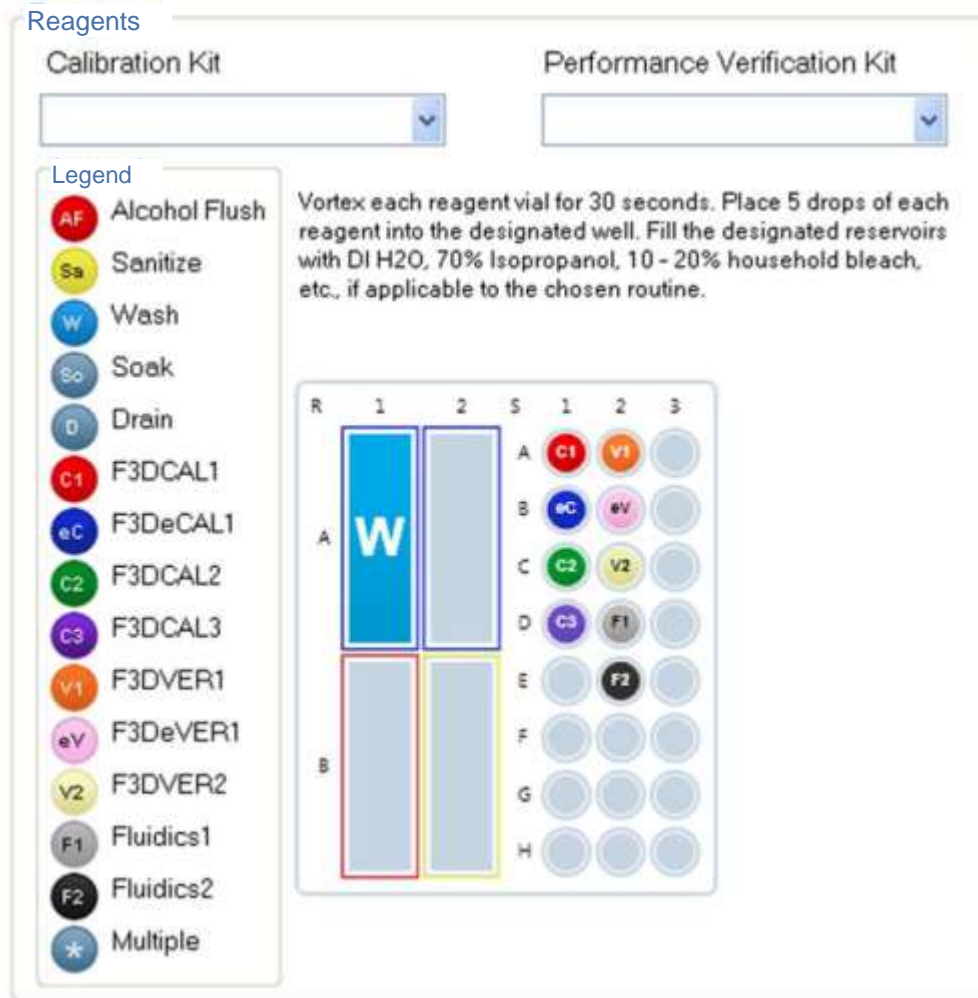 Reagents
Calibration Kit
Performance Verification Kit
Legend
AF Alcohol Flush
Sa Sanitize
W Wash
So Soak
D Drain
C1 F3DCAL1
eC F3DeCAL1
C2 F3DCAL2
C3 F3DCAL3
V1 F3DVER1
eV F3DeVER1
V2 F3DVER2
F1 Fluidics1
F2 Fluidics2
* Multiple
Vortex each reagent vial for 30 seconds. Place 5 drops of each
reagent into the designated well. Fill the designated reservoirs
with DI H2O, 70% Isopropanol, 10 - 20% household bleach,
etc., if applicable to the chosen routine.
R 1 2 S 1 2 3
A C1 V1
B eC eV
A W
C C2 V2
D C3 F1
E F2
F
B
G
H